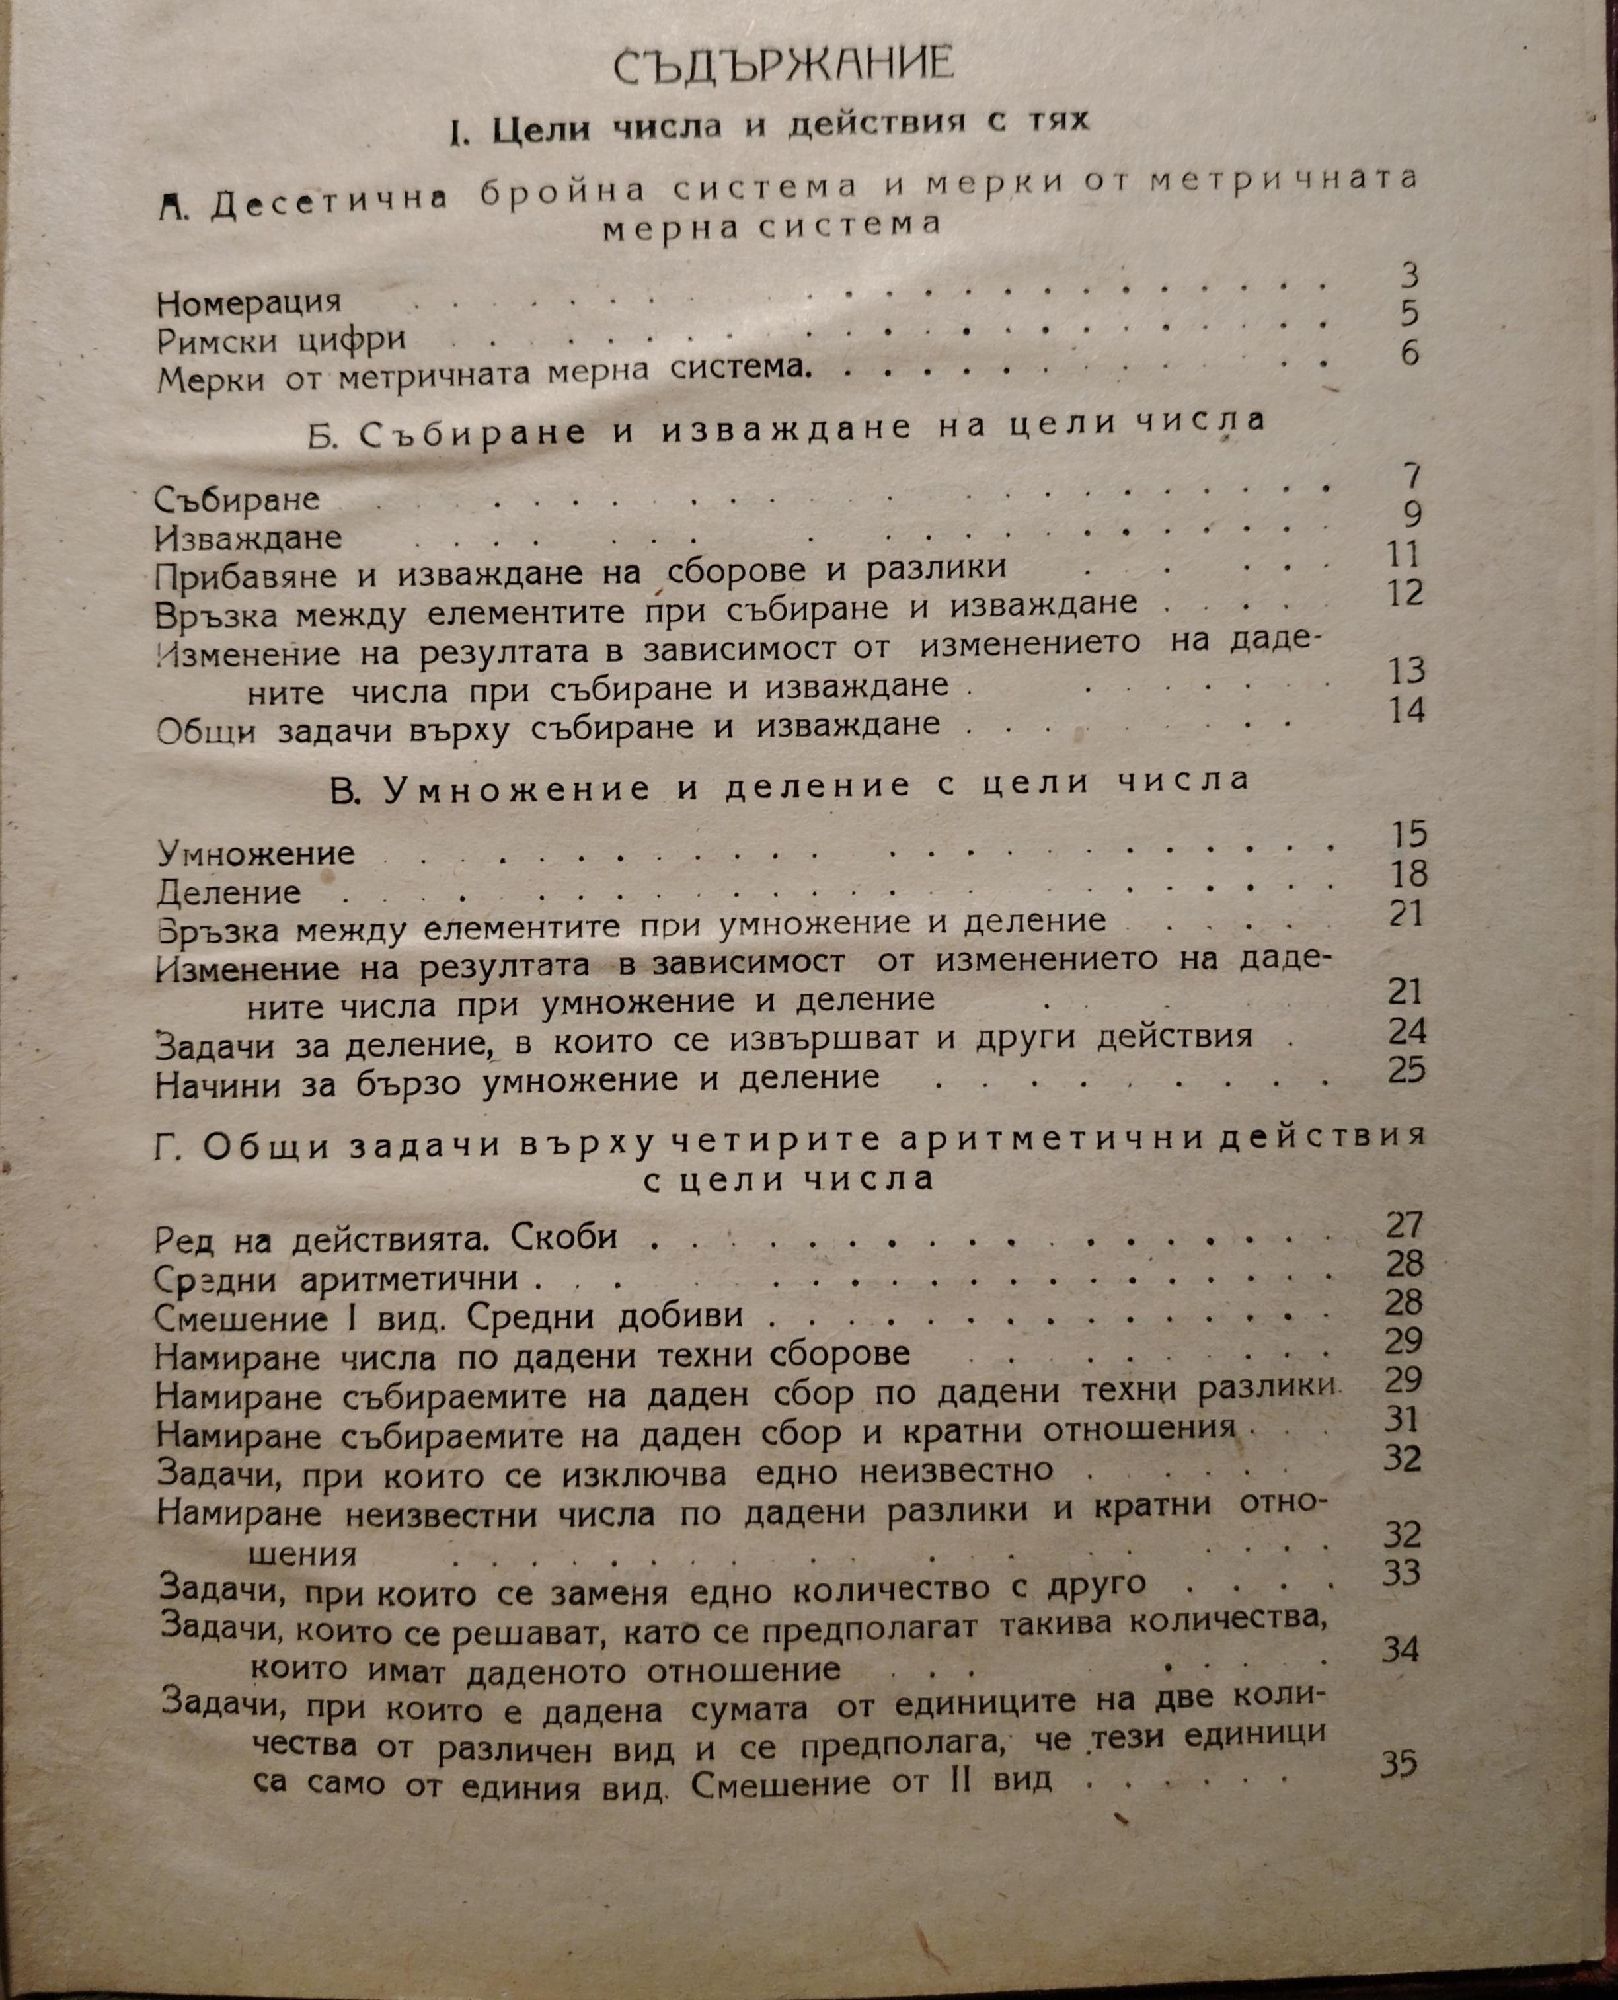 СЪДЪРЖАНИЕ
I. Цели числа и действия с тях
А. Десетична бройна система и мерки от метричната
мерна система
Номерация . . . . . . . . . . . . . . . . . . . . 3
Римски цифри . . . . . . . . . . . . . . . . . . . . 5
Мерки от метричната мерна система. . . . . . . . . . . . 6
Б. Събиране и изваждане на цели числа
Събиране . . . . . . . . . . . . . . . . . . . . 7
Изваждане . . . . . . . . . . . . . . . . . . . . 9
Прибавяне и изваждане на сборове и разлики . . . . . 11
Връзка между елементите при събиране и изваждане . . . . . 12
Изменение на резултата в зависимост от изменението на даде-
ните числа при събиране и изваждане . . . . . . . . 13
Общи задачи върху събиране и изваждане . . . . . . . . 14
В. Умножение и деление с цели числа
Умножение . . . . . . . . . . . . . . . . . . . . 15
Деление . . . . . . . . . . . . . . . . . . . . 18
Връзка между елементите при умножение и деление . . . . . 21
Изменение на резултата в зависимост от изменението на даде-
ните числа при умножение и деление . . . 21
Задачи за деление, в които се извършват и други действия . 24
Начини за бързо умножение и деление . . . . . . . . . . . 25
Г. Общи задачи върху четирите аритметични действия
с цели числа
Ред на действията. Скоби . . . . . . . . . . . . . . . . . . 27
Средни аритметични . . . . . . . . . . . . . . . . . . 28
Смешение I вид. Средни добиви . . . . . . . . . . . . . . . 28
Намиране числа по дадени техни сборове . . . . . . . . . 29
Намиране събираемите на даден сбор по дадени техни разлики. 29
Намиране събираемите на даден сбор и кратни отношения . . . 31
Задачи, при които се изключва едно неизвестно . . . . . . 32
Намиране неизвестни числа по дадени разлики и кратни отно-
шения . . . . . . . . . . . . . . . . . . 32
Задачи, при които се заменя едно количество с друго . . . . 33
Задачи, които се решават, като се предполагат такива количества,
които имат даденото отношение . . . . . . . . 34
Задачи, при които е дадена сумата от единиците на две коли-
чества от различен вид и се предполага, че тези единици
са само от единия вид. Смешение от II вид . . . . . . 35